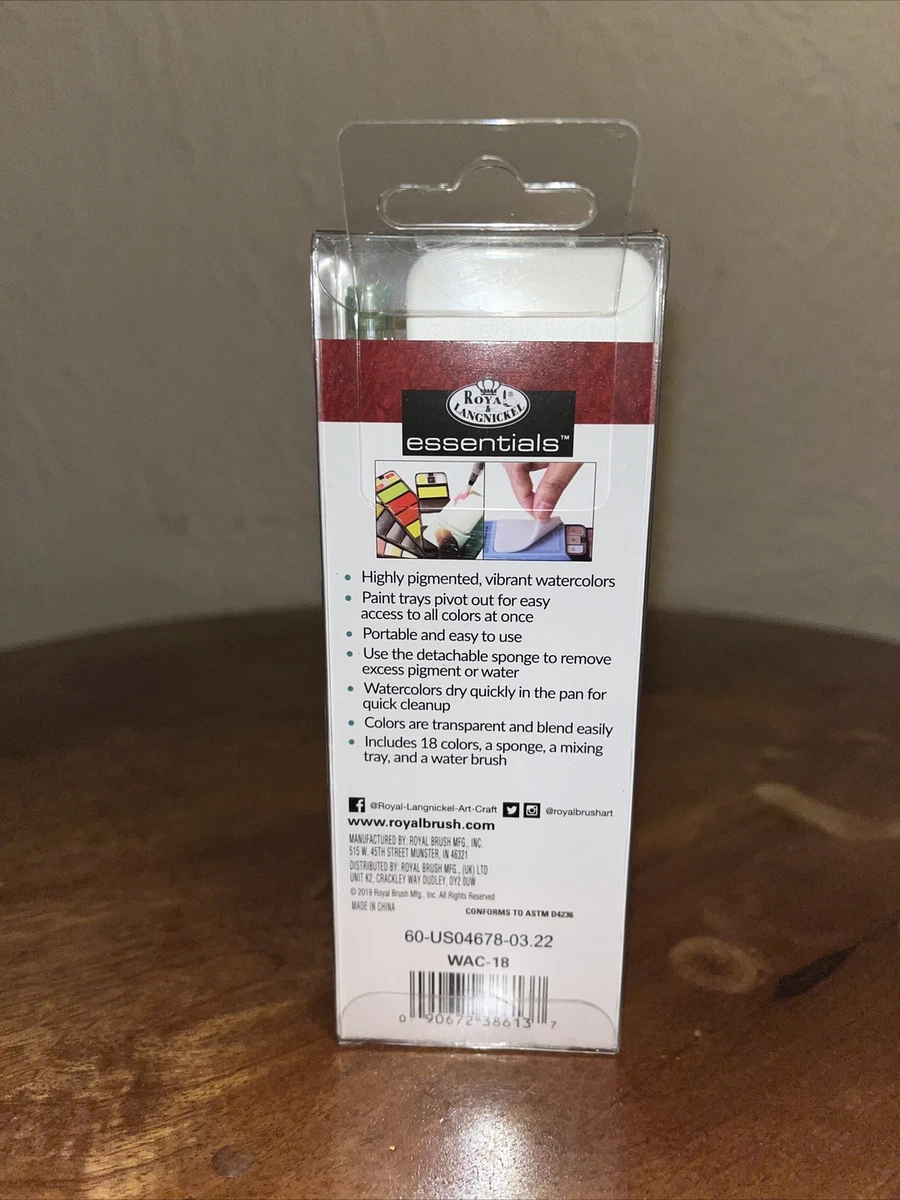 ROYAL®
&
LANGNICKEL
essentials™
• Highly pigmented, vibrant watercolors
• Paint trays pivot out for easy
access to all colors at once
• Portable and easy to use
• Use the detachable sponge to remove
excess pigment or water
• Watercolors dry quickly in the pan for
quick cleanup
• Colors are transparent and blend easily
• Includes 18 colors, a sponge, a mixing
tray, and a water brush
@Royal-Langnickel-Art-Craft @royalbrushart
www.royalbrush.com
MANUFACTURED BY: ROYAL BRUSH MFG., INC.
515 W. 45TH STREET MUNSTER, IN 46321
DISTRIBUTED BY: ROYAL BRUSH MFG., (UK) LTD
UNIT K2, CRACKLEY WAY DUDLEY, DY2 0UW
© 2019 Royal Brush Mfg., Inc. All Rights Reserved
MADE IN CHINA CONFORMS TO ASTM D4236
60-US04678-03.22
WAC-18
0 90672 38613 7